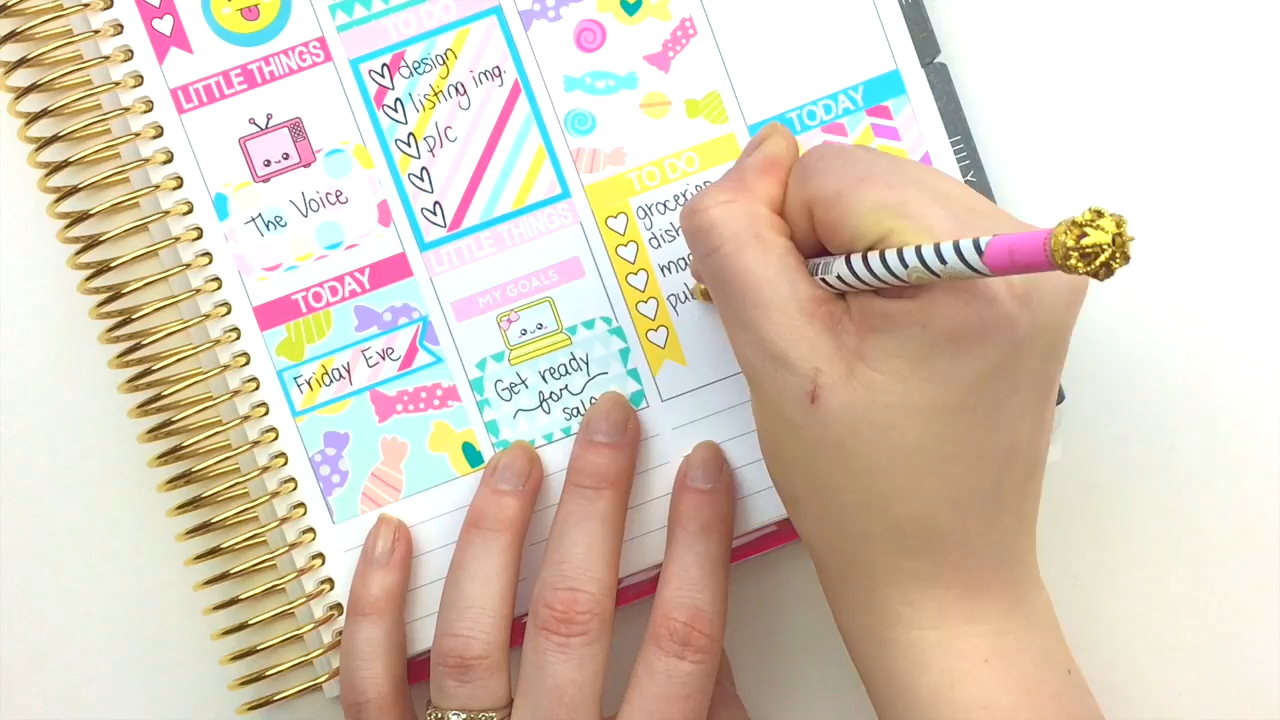 LITTLE THINGS
The Voice
TODAY
Friday Eve
TO DO
design
listing img.
p/c
LITTLE THINGS
MY GOALS
Get ready
for
TO DO
groceries
TODAY